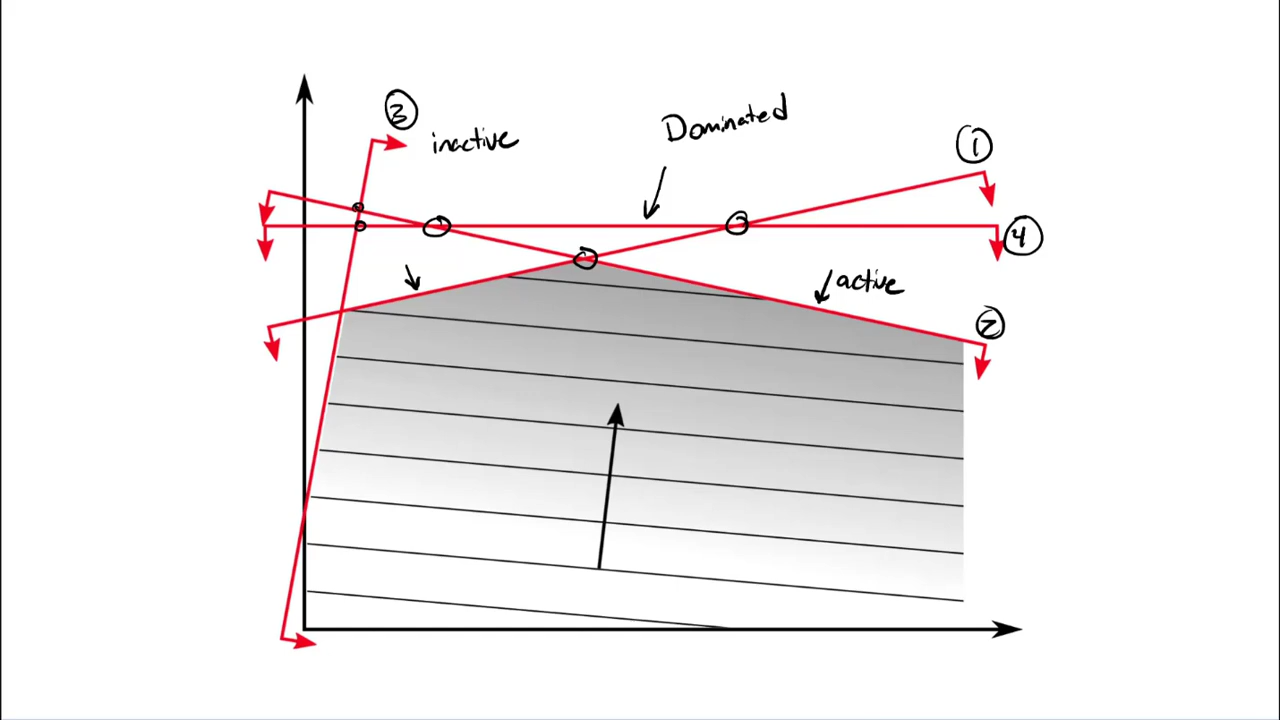 ③
inactive
Dominated
①
④
active
②